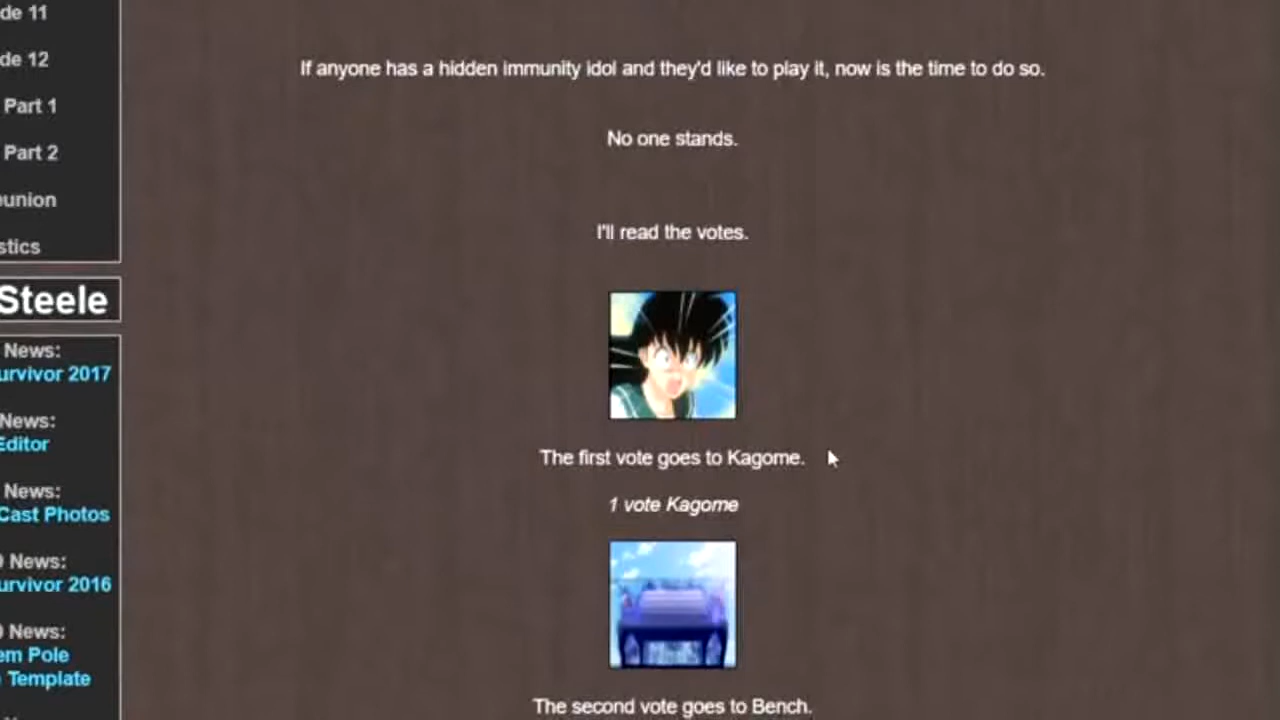 de 11
de 12
Part 1
Part 2
eunion
stics
Steele
News:
urvivor 2017
News:
Editor
News:
Cast Photos
News:
urvivor 2016
News:
em Pole
Template
If anyone has a hidden immunity idol and they'd like to play it, now is the time to do so.
No one stands.
I'll read the votes.
The first vote goes to Kagome.
1 vote Kagome
The second vote goes to Bench.